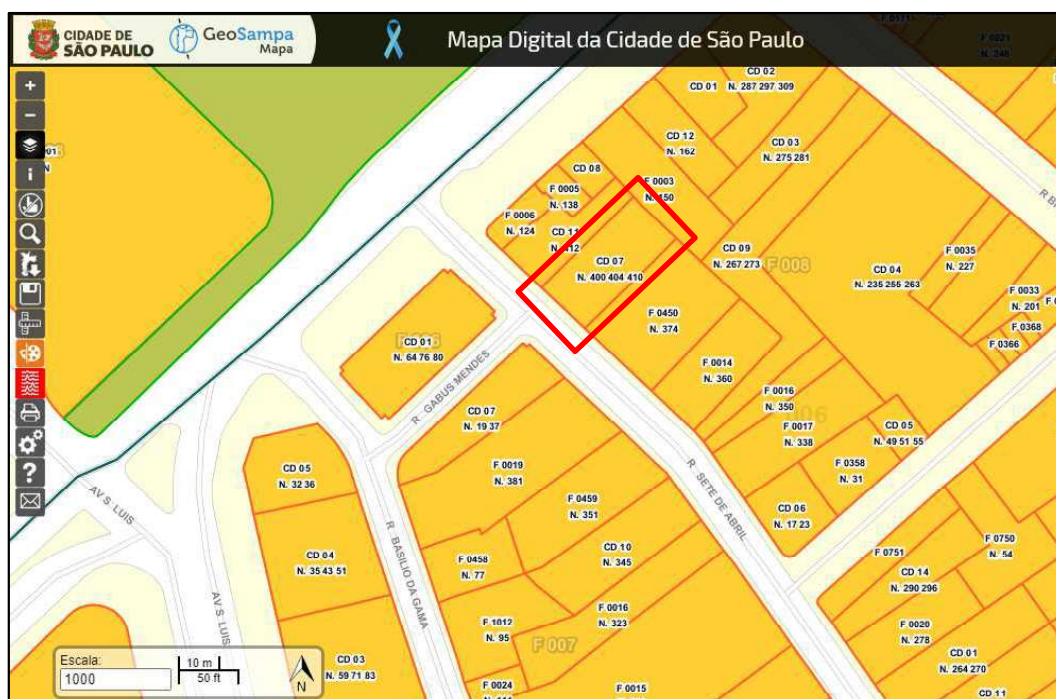 CIDADE DE
SÃO PAULO
GeoSampa
Mapa
Mapa Digital da Cidade de São Paulo
CD 02
CD 01 N. 287 297 309
CD 12
N. 162
CD 03
N. 275 281
CD 08
F 0005
N. 138
F 0003
N. 150
F 0006
N. 124
CD 11
N. 112
CD 07
N. 400 404 410
CD 09
N. 267 273
F 008
CD 04
N. 235 255 263
F 0035
N. 227
F 0033
N. 201
F 0368
F 0366
F 0450
N. 374
F 0014
N. 360
F 0016
N. 350
F 0017
N. 338
CD 05
N. 49 51 55
F 0358
N. 31
CD 06
N. 17 23
CD 01
N. 64 76 80
R GABUS MENDES
CD 07
N. 19 37
F 0019
N. 381
F 0459
N. 351
CD 10
N. 345
R SETE DE ABRIL
CD 05
N. 32 36
AV S. LUIS
CD 04
N. 35 43 51
R BASILIO DA GAMA
AV S. LUIS
F 0458
N. 77
F 0016
N. 323
F 1012
N. 95
F 007
F 0751
F 0750
N. 54
CD 14
N. 290 296
F 0020
N. 278
CD 01
N. 264 270
CD 11
CD 03
N. 59 71 83
F 0024
F 0015
Escala:
1000
10 m
50 ft
N